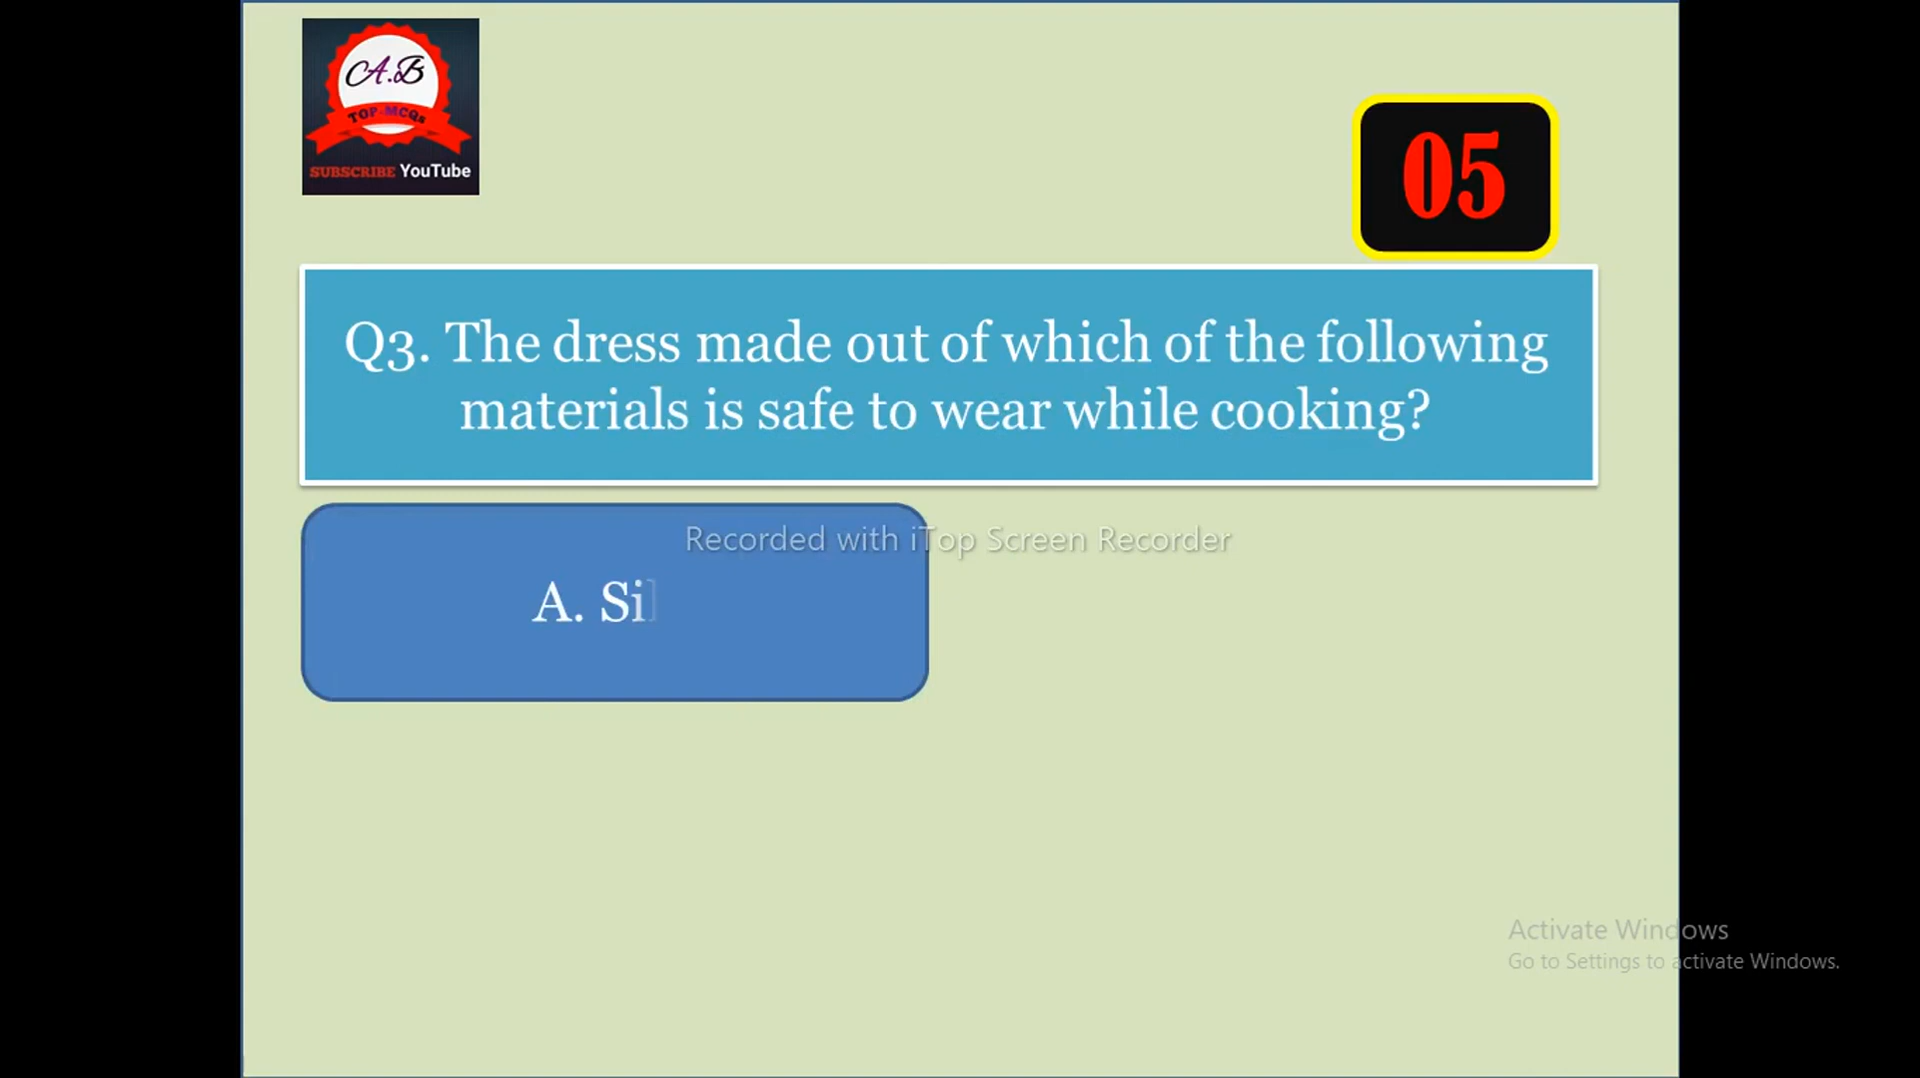 A.B
TOP-MCQs
SUBSCRIBE YouTube
05
Q3. The dress made out of which of the following
materials is safe to wear while cooking?
Recorded with iTop Screen Recorder
A. Sil
Activate Windows
Go to Settings to activate Windows.